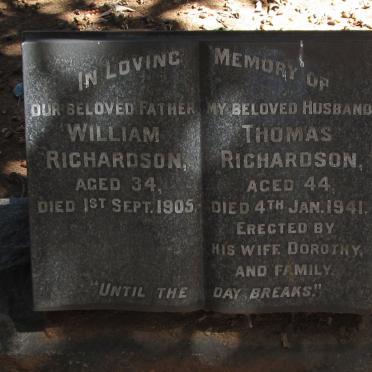 IN LOVING MEMORY OF
OUR BELOVED FATHER
WILLIAM
RICHARDSON,
AGED 34,
DIED 1ST SEPT. 1905.
MY BELOVED HUSBAND
THOMAS
RICHARDSON,
AGED 44,
DIED 4TH JAN. 1941.
ERECTED BY
HIS WIFE DOROTHY,
AND FAMILY.
"UNTIL THE DAY BREAKS."